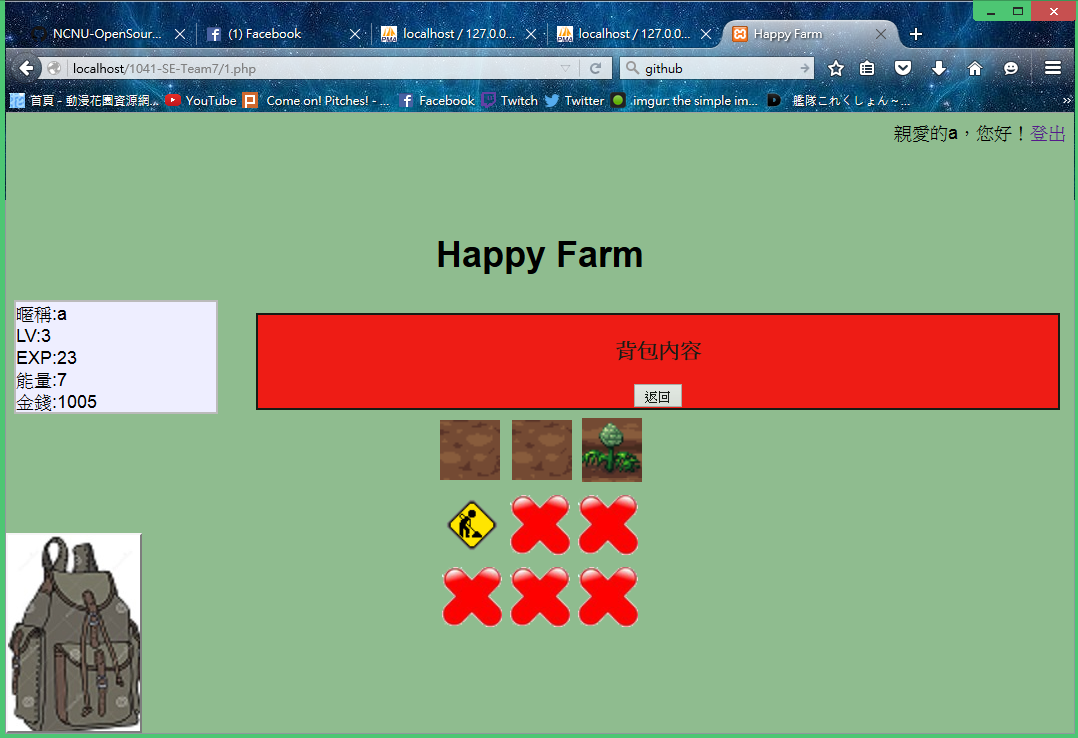 NCNU-OpenSour...
(1) Facebook
localhost / 127.0.0...
localhost / 127.0.0...
Happy Farm
localhost/1041-SE-Team7/1.php
github
首頁 - 動漫花園資源網...
YouTube
Come on! Pitches! - ...
Facebook
Twitch
Twitter
imgur: the simple im...
艦隊これくしょん～...
親愛的a，您好！登出
Happy Farm
暱稱:a
LV:3
EXP:23
能量:7
金錢:1005
背包內容
返回